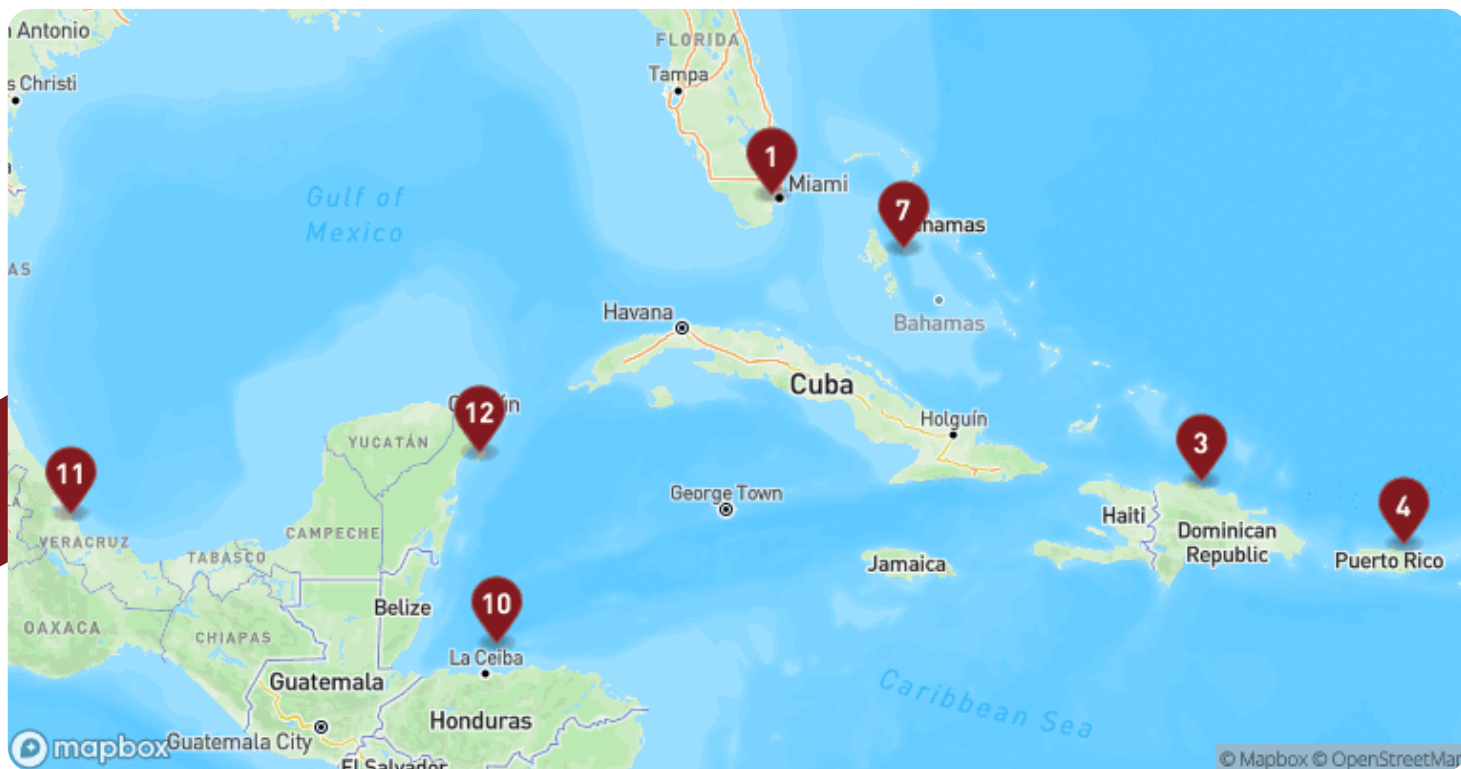 n Antonio
FLORIDA
s Christi
Tampa
1
Miami
Gulf of
Mexico
7
hamas
AS
Havana
Bahamas
Cuba
12
YUCATÁN
Holguín
3
11
George Town
4
VERACRUZ
CAMPECHE
TABASCO
Haiti
Dominican
Republic
Puerto Rico
Jamaica
10
Belize
OAXACA
CHIAPAS
La Ceiba
Guatemala
Caribbean Sea
Honduras
mapbox
Guatemala City
El Salvador
© Mapbox © OpenStreetMap